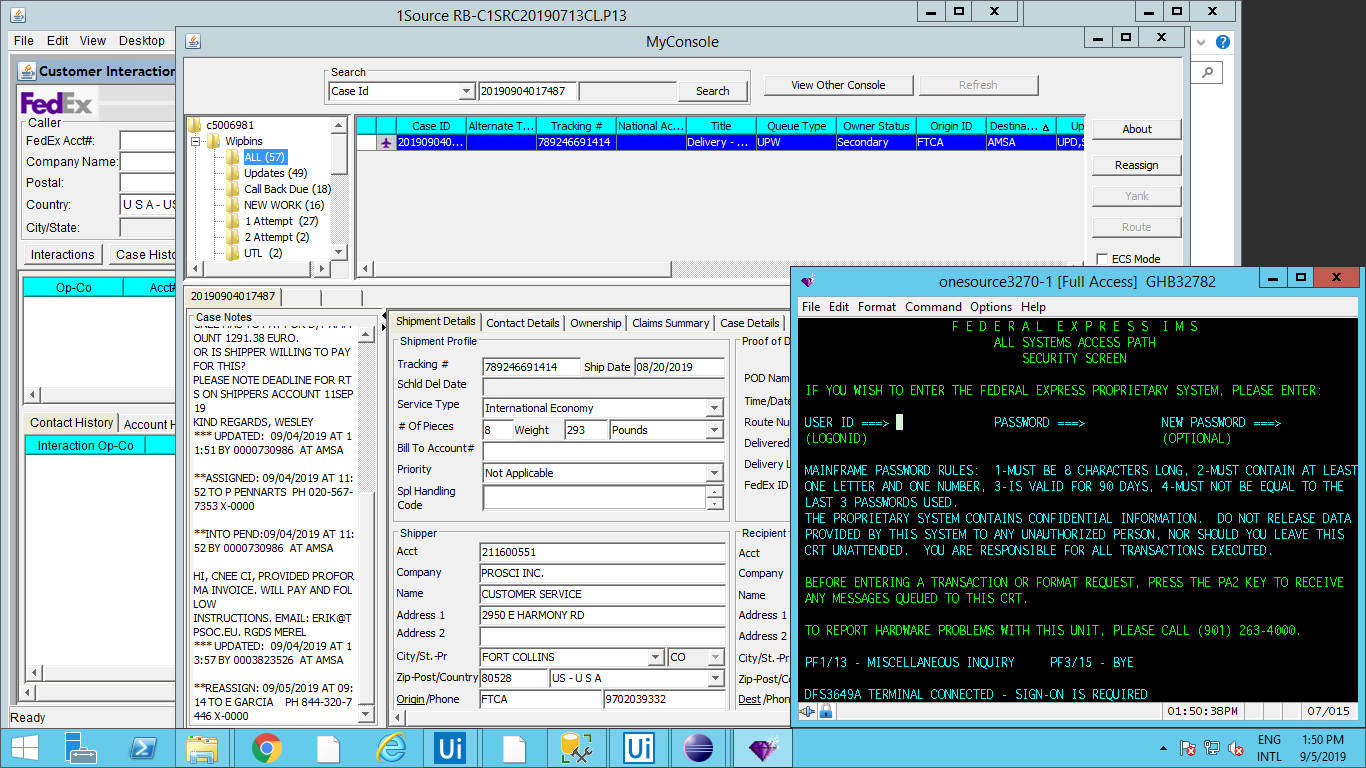 1Source RB-C1SRC20190713CL.P13
File Edit View Desktop
Customer Interaction
FedEx
Caller
FedEx Acct#:
Company Name:
Postal:
Country:
U S A - US
City/State:
Interactions
Case Histo
Op-Co
Acct#
Contact History
Account H
Interaction Op-Co
Ready
MyConsole
Search
Case Id
20190904017487
Search
View Other Console
Refresh
c5006981
Wipbins
ALL (57)
Updates (49)
Call Back Due (18)
NEW WORK (16)
1 Attempt (27)
2 Attempt (2)
UTL (2)
Case ID Alternate T... Tracking # National Ac... Title Queue Type Owner Status Origin ID Destina... Up
201909040... 789246691414 Delivery - ... UPW Secondary FTCA AMSA UPD,S
About
Reassign
Yank
Route
ECS Mode
20190904017487
Case Notes
OUNT 1291.38 EURO.
OR IS SHIPPER WILLING TO PAY
FOR THIS?
PLEASE NOTE DEADLINE FOR RT
S ON SHIPPERS ACCOUNT 11SEP
19
KIND REGARDS, WESLEY
*** UPDATED: 09/04/2019 AT 1
1:51 BY 0000730986 AT AMSA
**ASSIGNED: 09/04/2019 AT 11:
52 TO P PENNARTS PH 020-567-
7353 X-0000
**INTO PEND:09/04/2019 AT 11:
52 BY 0000730986 AT AMSA
HI, CNEE CI, PROVIDED PROFOR
MA INVOICE. WILL PAY AND FOL
LOW
INSTRUCTIONS. EMAIL: ERIK@T
PSOC.EU. RGDS MEREL
*** UPDATED: 09/04/2019 AT 1
3:57 BY 0003823526 AT AMSA
**REASSIGN: 09/05/2019 AT 09:
14 TO E GARCIA PH 844-320-7
446 X-0000
Shipment Details Contact Details Ownership Claims Summary Case Details
Shipment Profile
Tracking # 789246691414 Ship Date 08/20/2019
Schld Del Date
Service Type International Economy
# Of Pieces 8 Weight 293 Pounds
Bill To Account#
Priority Not Applicable
Spl Handling
Code
Shipper
Acct 211600551
Company PROSCI INC.
Name CUSTOMER SERVICE
Address 1 2950 E HARMONY RD
Address 2
City/St.-Pr FORT COLLINS CO
Zip-Post/Country 80528 US - U S A
Origin/Phone FTCA 9702039332
Proof of D
POD Nam
Time/Date
Route Nu
Delivered
Delivery L
FedEx ID
Recipient
Acct
Company
Name
Address 1
Address 2
City/St.-Pr
Zip-Post/C
Dest /Phone
onesource3270-1 [Full Access] GHB32782
File Edit Format Command Options Help
F E D E R A L E X P R E S S I M S
ALL SYSTEMS ACCESS PATH
SECURITY SCREEN
IF YOU WISH TO ENTER THE FEDERAL EXPRESS PROPRIETARY SYSTEM, PLEASE ENTER:
USER ID ===> PASSWORD ===> NEW PASSWORD ===>
(LOGONID) (OPTIONAL)
MAINFRAME PASSWORD RULES: 1-MUST BE 8 CHARACTERS LONG, 2-MUST CONTAIN AT LEAST
ONE LETTER AND ONE NUMBER, 3-IS VALID FOR 90 DAYS, 4-MUST NOT BE EQUAL TO THE
LAST 3 PASSWORDS USED.
THE PROPRIETARY SYSTEM CONTAINS CONFIDENTIAL INFORMATION. DO NOT RELEASE DATA
PROVIDED BY THIS SYSTEM TO ANY UNAUTHORIZED PERSON, NOR SHOULD YOU LEAVE THIS
CRT UNATTENDED. YOU ARE RESPONSIBLE FOR ALL TRANSACTIONS EXECUTED.
BEFORE ENTERING A TRANSACTION OR FORMAT REQUEST, PRESS THE PA2 KEY TO RECEIVE
ANY MESSAGES QUEUED TO THIS CRT.
TO REPORT HARDWARE PROBLEMS WITH THIS UNIT, PLEASE CALL (901) 263-4000.
PF1/13 - MISCELLANEOUS INQUIRY PF3/15 - BYE
DFS3649A TERMINAL CONNECTED - SIGN-ON IS REQUIRED
01:50:38PM 07/015
Ui
Ui
ENG 1:50 PM
INTL 9/5/2019